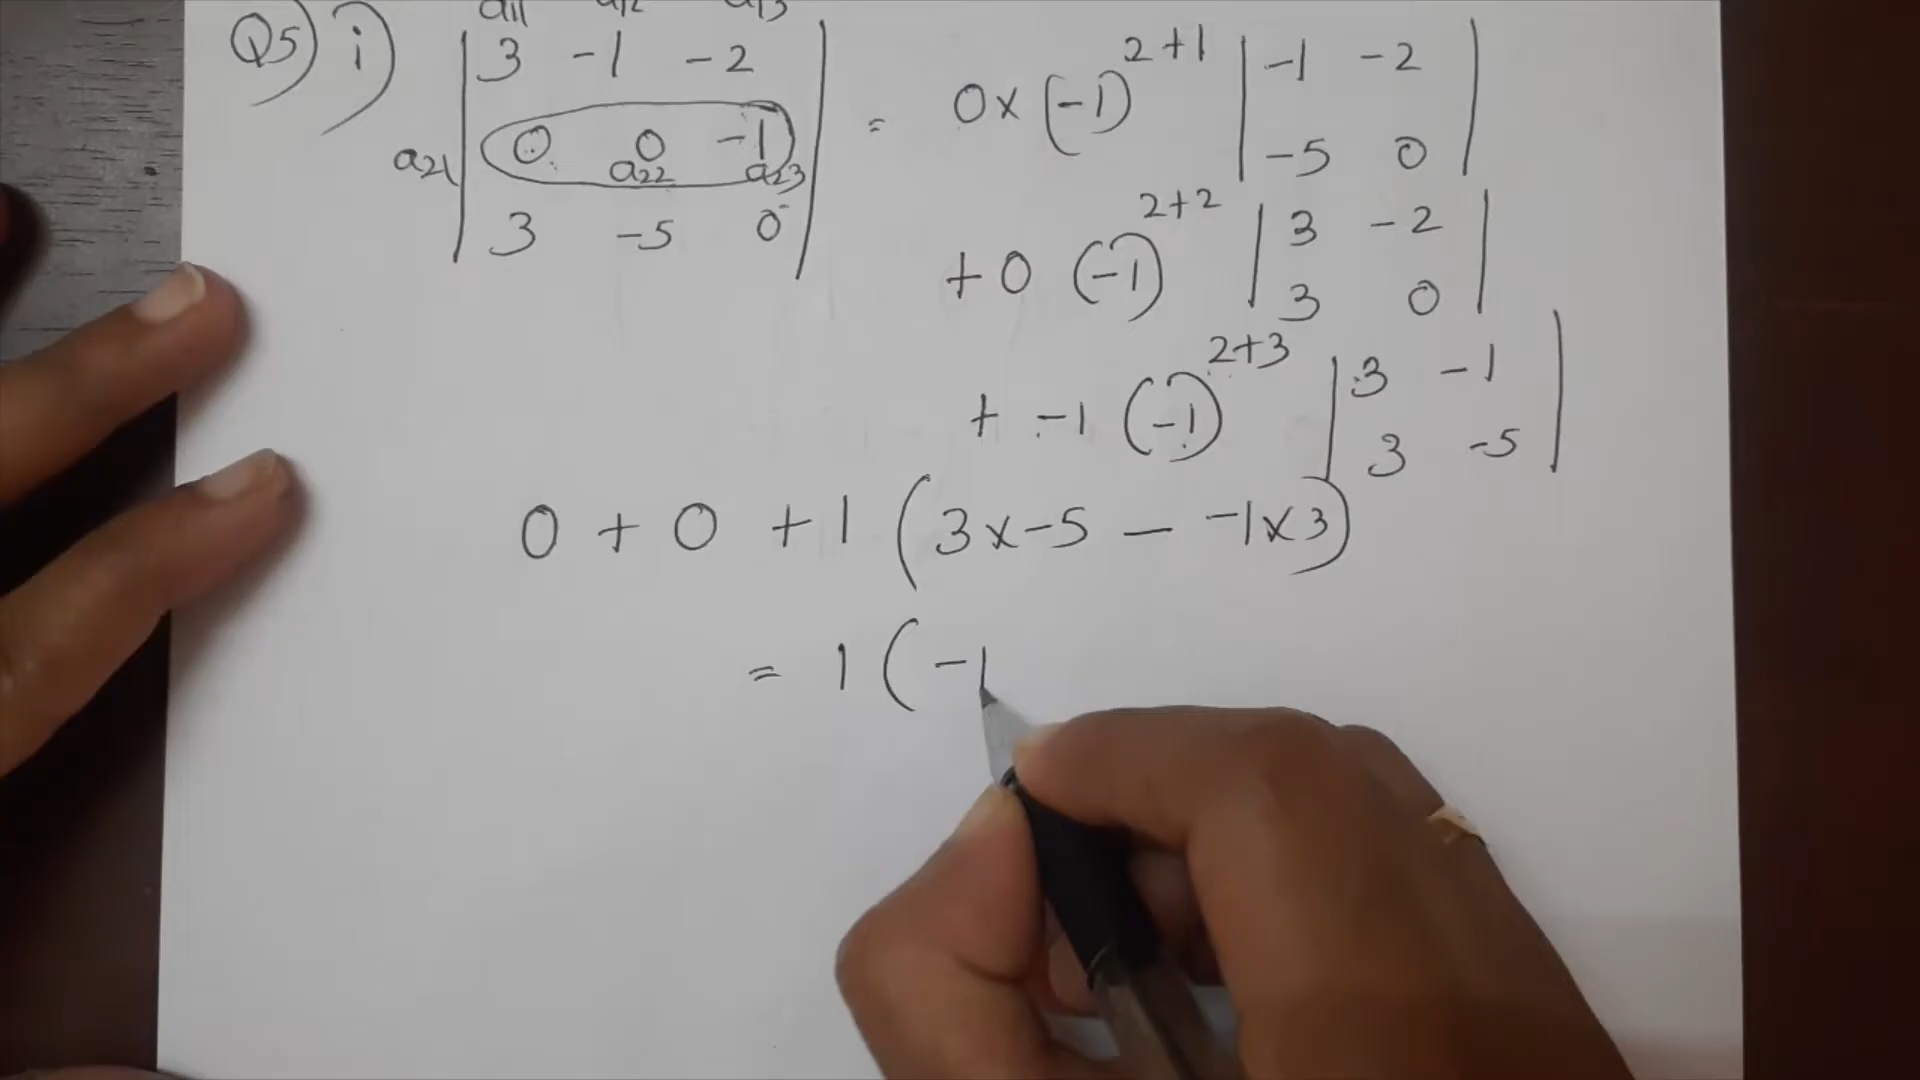 a11 a12 a13
Q5) i) | 3 -1 -2 | = 0 × (-1)^2+1 | -1 -2 |
a21 | 0 0 -1 | | -5 0 |
a22 a23
| 3 -5 0 |
+ 0 (-1)^2+2 | 3 -2 |
| 3 0 |
+ -1 (-1)^2+3 | 3 -1 |
| 3 -5 |
0 + 0 + 1 (3 × -5 - -1 × 3)
= 1 ( -1